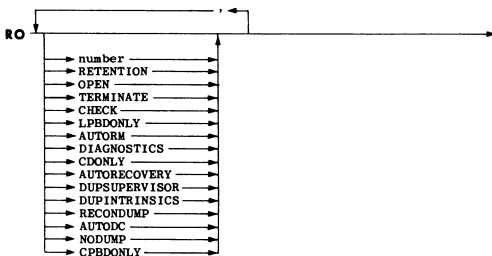 ,
RO
number
RETENTION
OPEN
TERMINATE
CHECK
LPBDONLY
AUTORM
DIAGNOSTICS
CDONLY
AUTORECOVERY
DUPSUPERVISOR
DUPINTRINSICS
RECONDUMP
AUTODC
NODUMP
CPBDONLY